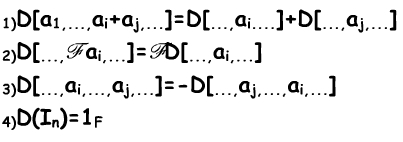 1)D[a₁,...,aᵢ+aⱼ,...]=D[...,aᵢ....]+D[...,aⱼ,...]
2)D[...,ℱaᵢ,...]=ℱD[...,aᵢ,...]
3)D[...,aᵢ,...,aⱼ,...]=-D[...,aⱼ,...,aᵢ,...]
4)D(Iₙ)=1F